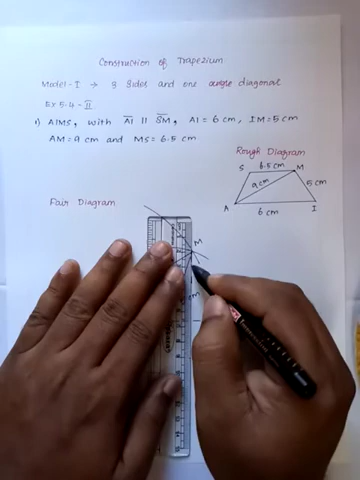 Construction of Trapezium
Model-I → 3 Sides and one diagonal
Ex 5.4 - II
1) AIMS, with AI || SM, AI = 6 cm, IM = 5 cm
AM = 9 cm and MS = 6.5 cm
Rough Diagram
S 6.5 cm M
9 cm 5 cm
A 6 cm I
Fair Diagram
M
cm